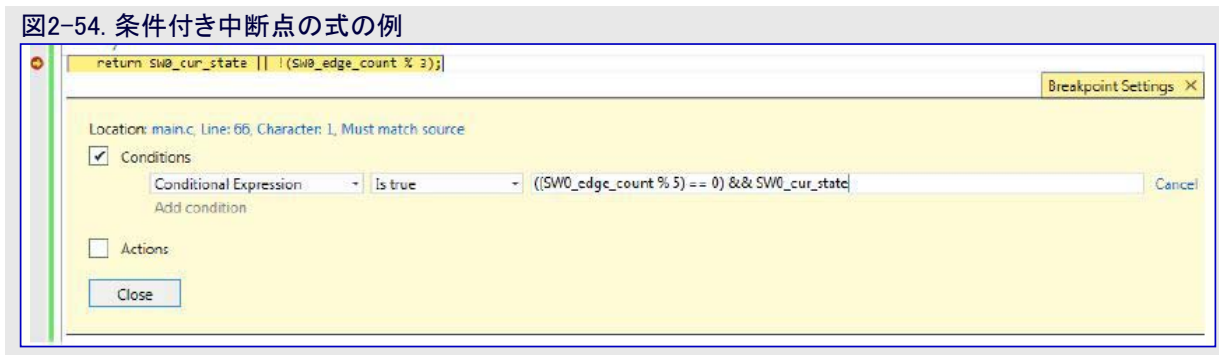 図2-54. 条件付き中断点の式の例
return SW0_cur_state || !(SW0_edge_count % 3);
Breakpoint Settings ×
Location: main.c, Line: 66, Character: 1, Must match source
Conditions
Conditional Expression Is true ((SW0_edge_count % 5) == 0) && SW0_cur_state Cancel
Add condition
Actions
Close